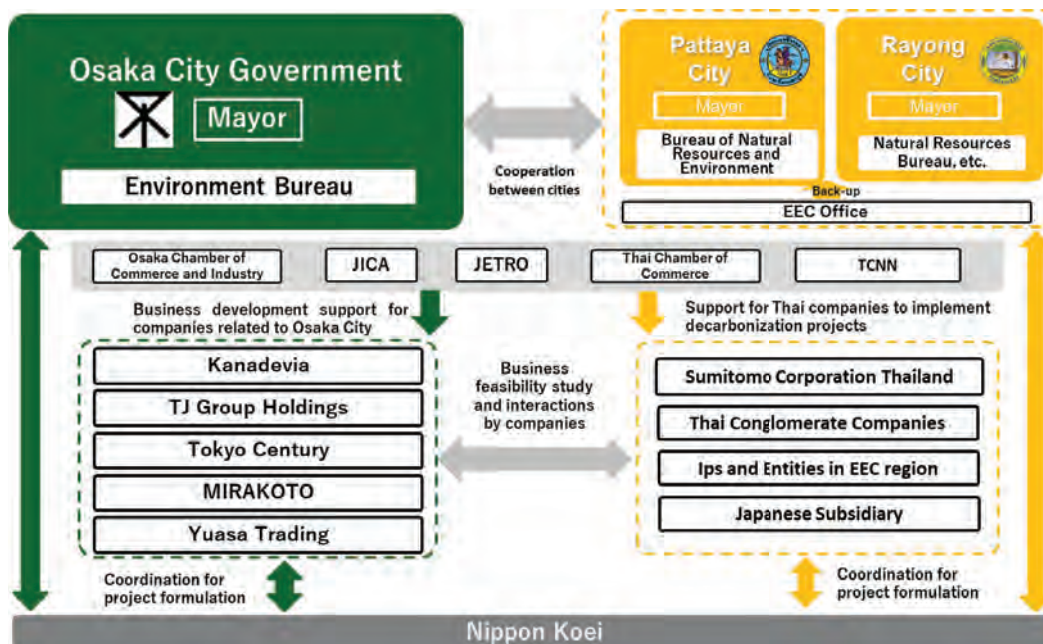 Osaka City Government
Mayor
Environment Bureau
Cooperation
between cities
Pattaya
City
Mayor
Bureau of Natural
Resources and
Environment
Rayong
City
Mayor
Natural Resources
Bureau, etc.
Back-up
EEC Office
Osaka Chamber of
Commerce and Industry
JICA
JETRO
Thai Chamber of
Commerce
TCNN
Business development support for
companies related to Osaka City
Support for Thai companies to implement
decarbonization projects
Kanadevia
TJ Group Holdings
Tokyo Century
MIRAKOTO
Yuasa Trading
Business
feasibility study
and interactions
by companies
Sumitomo Corporation Thailand
Thai Conglomerate Companies
Ips and Entities in EEC region
Japanese Subsidiary
Coordination for
project formulation
Coordination for
project formulation
Nippon Koei